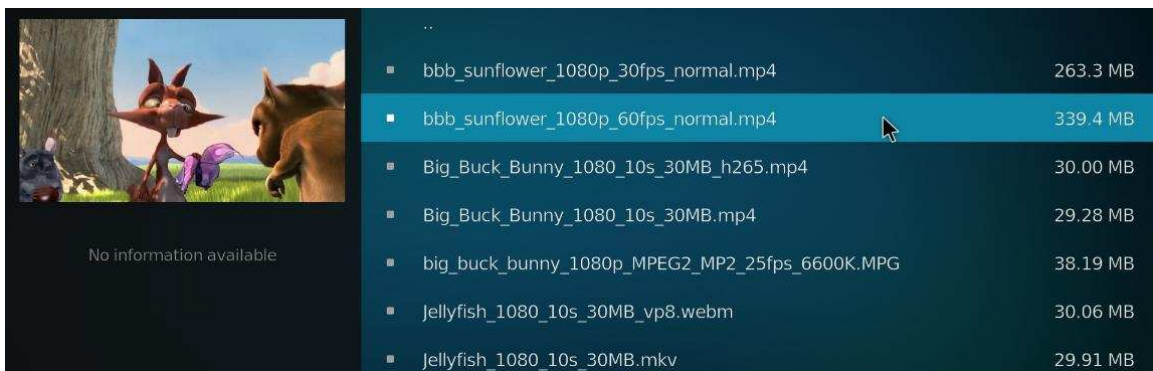 ..
bbb_sunflower_1080p_30fps_normal.mp4 263.3 MB
bbb_sunflower_1080p_60fps_normal.mp4 339.4 MB
Big_Buck_Bunny_1080_10s_30MB_h265.mp4 30.00 MB
Big_Buck_Bunny_1080_10s_30MB.mp4 29.28 MB
No information available
big_buck_bunny_1080p_MPEG2_MP2_25fps_6600K.MPG 38.19 MB
Jellyfish_1080_10s_30MB_vp8.webm 30.06 MB
Jellyfish_1080_10s_30MB.mkv 29.91 MB